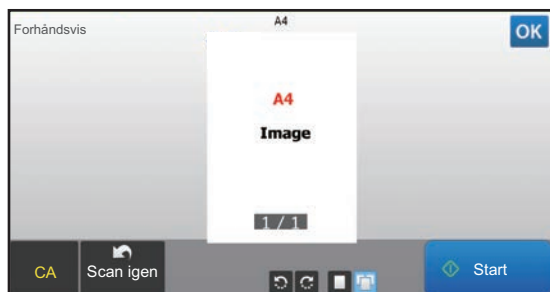 Forhåndsvis
A4
OK
A4
Image
1 / 1
CA
Scan igen
Start